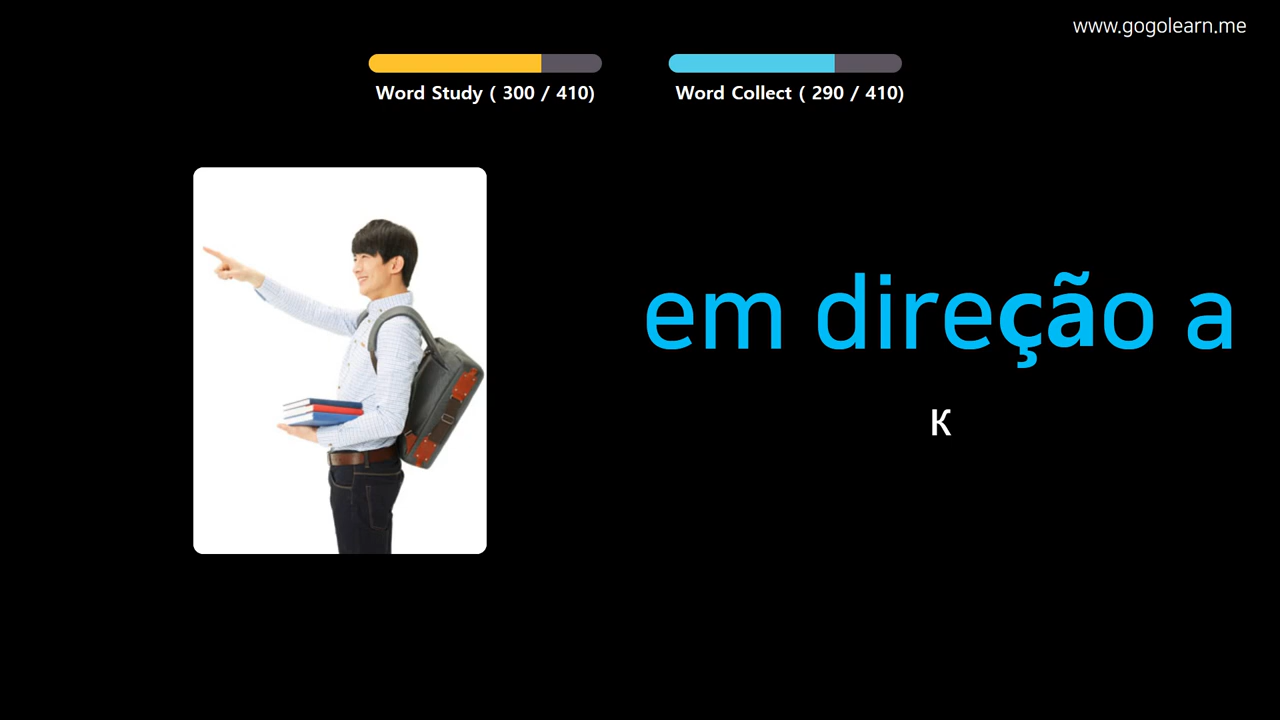 www.gogolearn.me
Word Study ( 300 / 410)
Word Collect ( 290 / 410)
em direção a
к